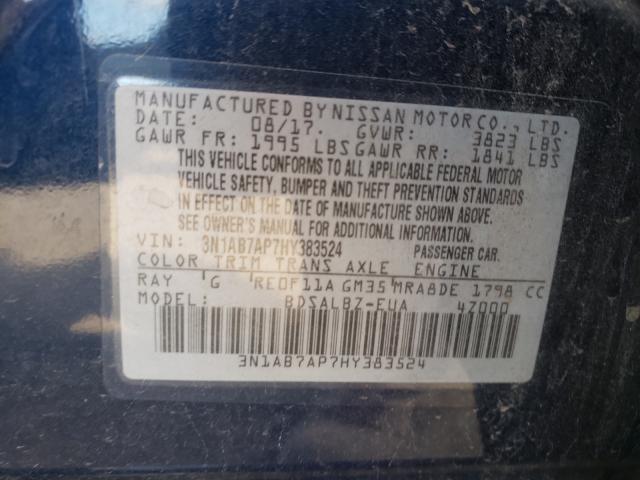 MANUFACTURED BY NISSAN MOTOR CO., LTD.
DATE: 08/17. GVWR: 3823 LBS
GAWR FR: 1995 LBS GAWR RR: 1841 LBS
THIS VEHICLE CONFORMS TO ALL APPLICABLE FEDERAL MOTOR
VEHICLE SAFETY, BUMPER AND THEFT PREVENTION STANDARDS
IN EFFECT ON THE DATE OF MANUFACTURE SHOWN ABOVE.
SEE OWNER'S MANUAL FOR ADDITIONAL INFORMATION.
VIN: 3N1AB7AP7HY383524 PASSENGER CAR.
COLOR TRIM TRANS AXLE ENGINE
RAY G RE0F11A GM35 MRA8DE 1798 CC
MODEL: BDSALBZ-EUA 4Z000
3N1AB7AP7HY383524